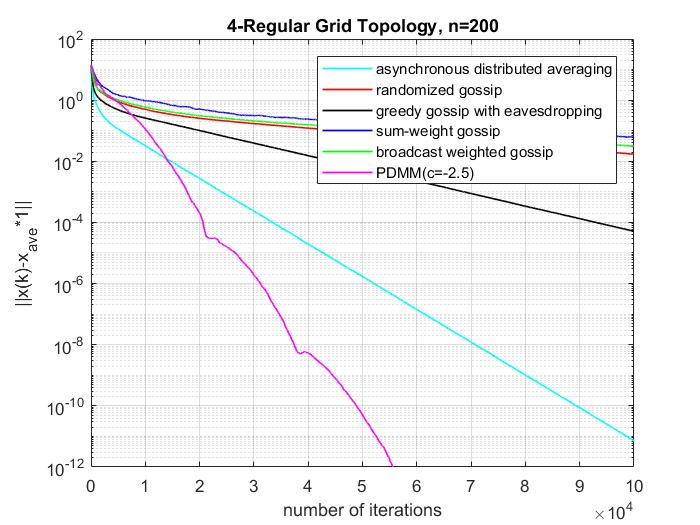 4-Regular Grid Topology, n=200
10^2
10^0
10^-2
10^-4
10^-6
10^-8
10^-10
10^-12
||x(k)-x_ave*1||
asynchronous distributed averaging
randomized gossip
greedy gossip with eavesdropping
sum-weight gossip
broadcast weighted gossip
PDMM(c=-2.5)
0 1 2 3 4 5 6 7 8 9 10
number of iterations
×10^4